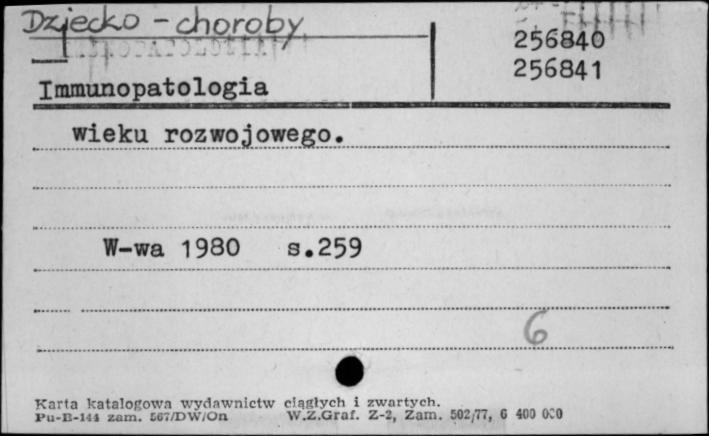 Dziecko - choroby
256840
256841
Immunopatologia
wieku rozwojowego.
W-wa 1980 s.259
6
Karta katalogowa wydawnictw ciągłych i zwartych.
Pu-B-144 zam. 567/DW/On W.Z.Graf. Z-2, Zam. 502/77, 6 400 000